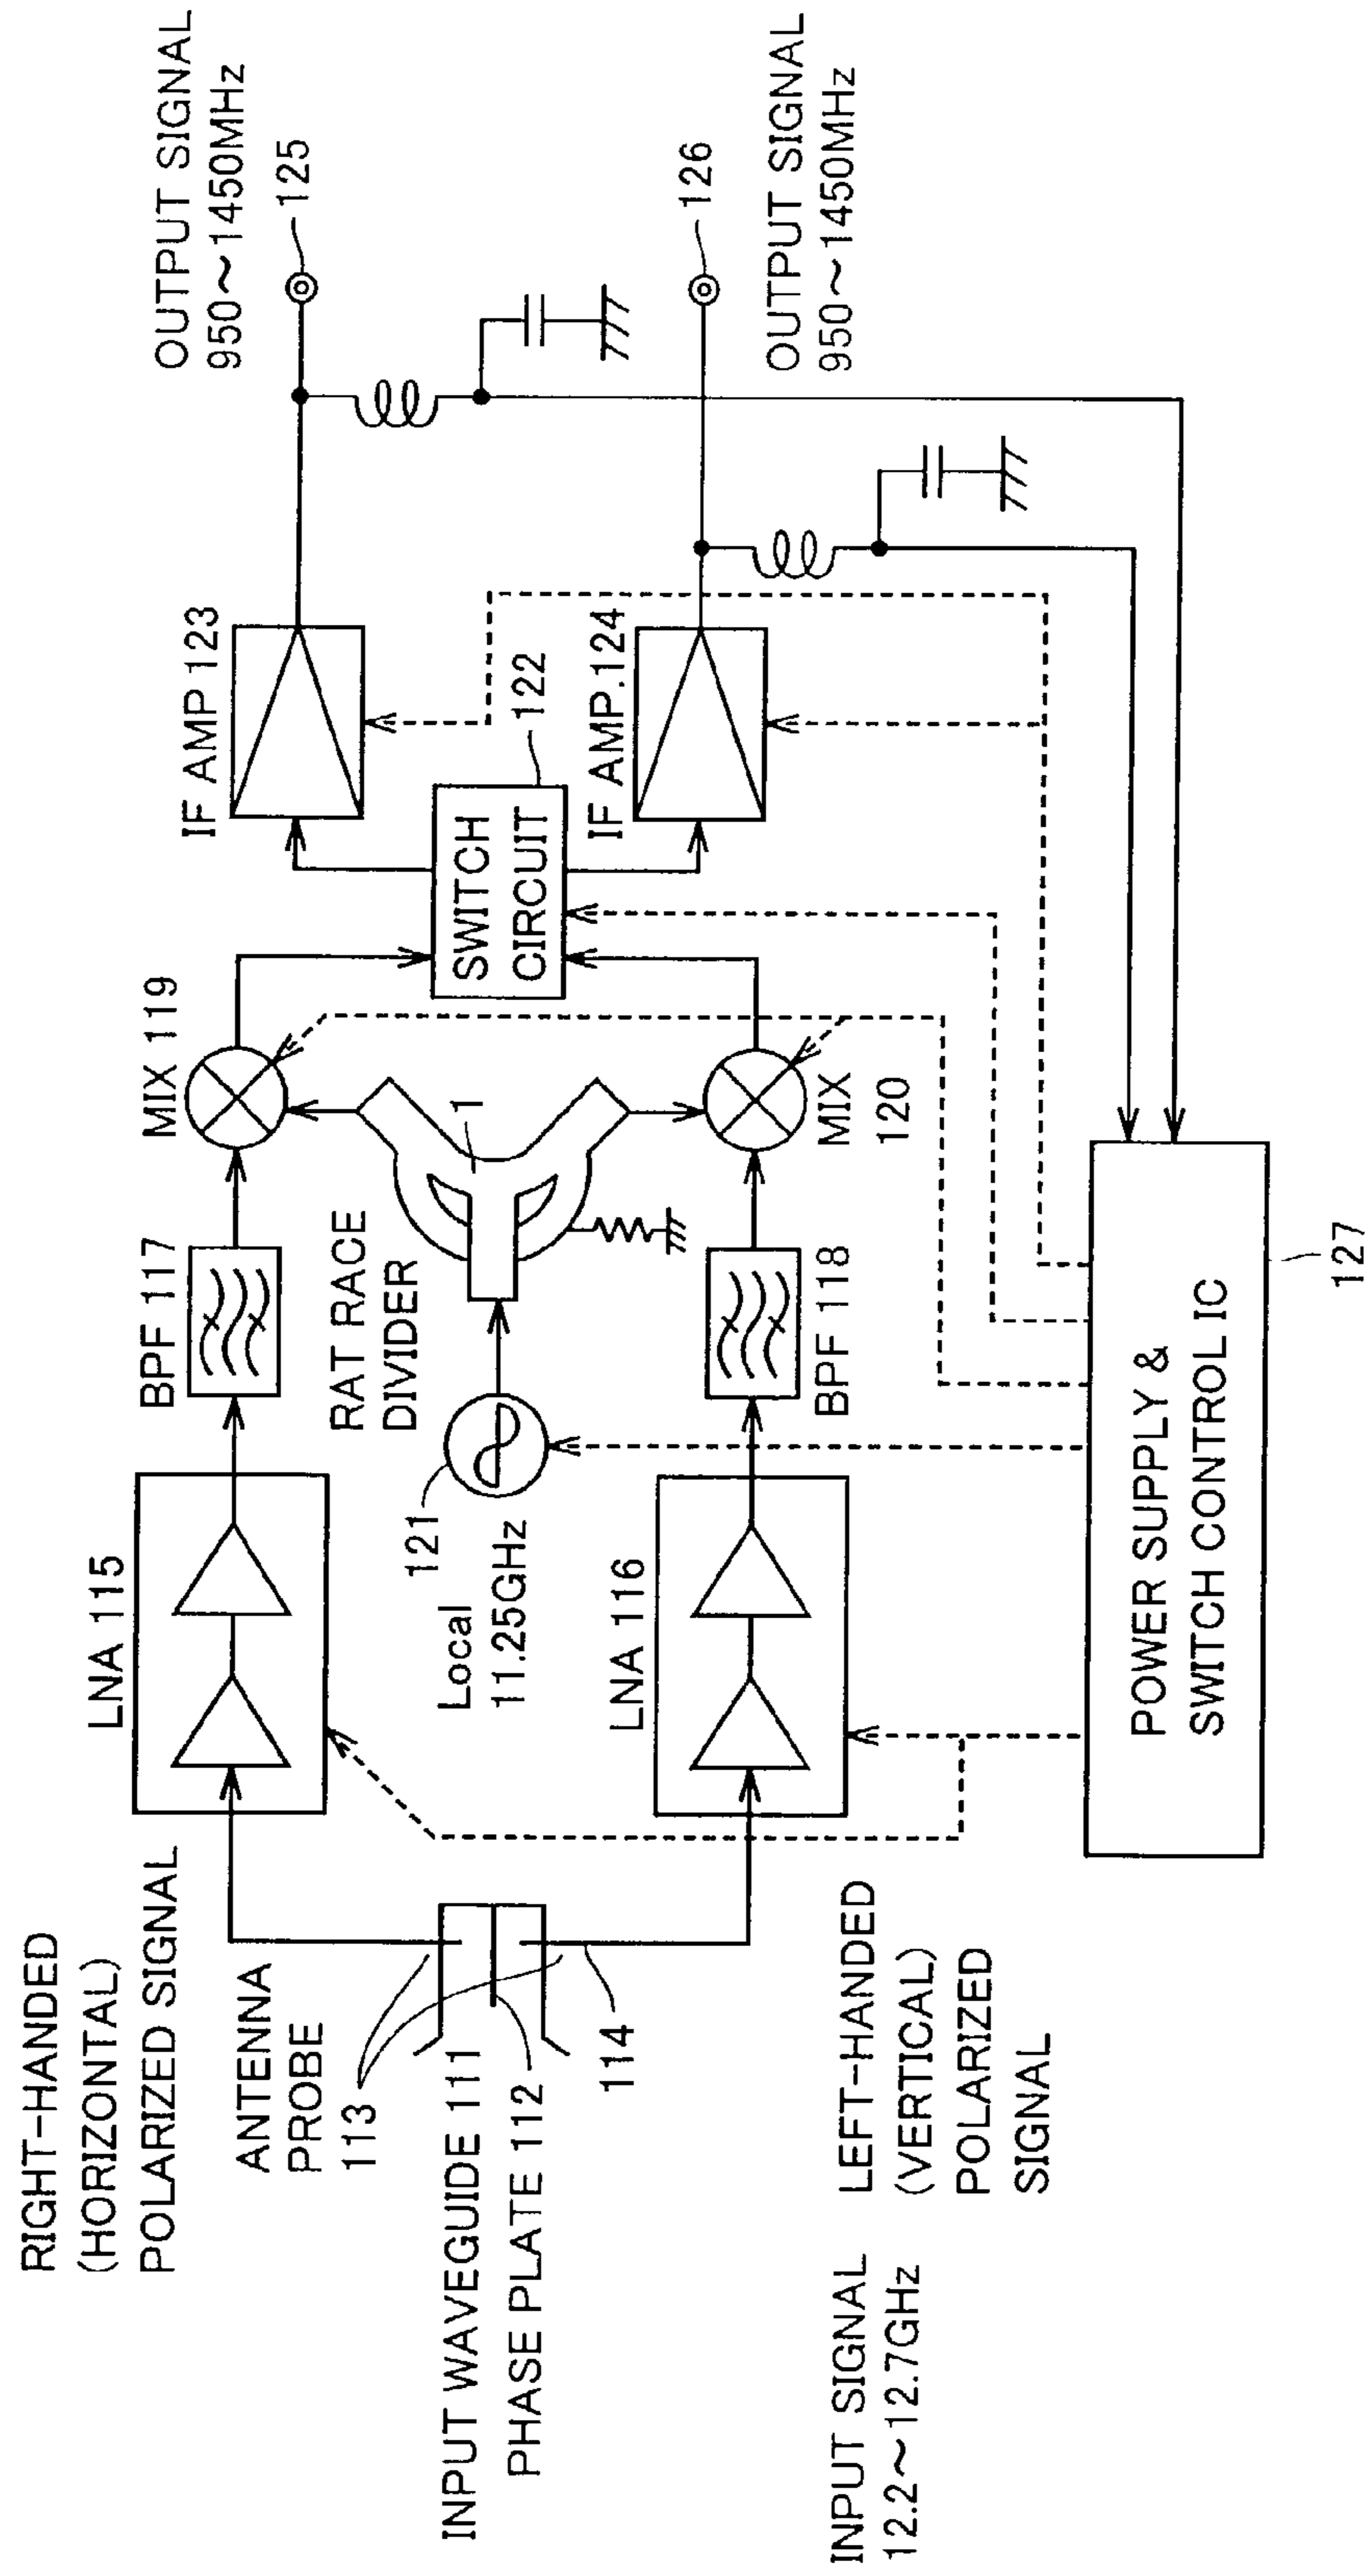 RIGHT-HANDED
(HORIZONTAL)
POLARIZED SIGNAL
ANTENNA
PROBE
113
INPUT WAVEGUIDE 111
PHASE PLATE 112
114
INPUT SIGNAL
12.2~12.7GHz
LEFT-HANDED
(VERTICAL)
POLARIZED
SIGNAL
LNA 115
LNA 116
121
Local
11.25GHz
BPF 117
RAT RACE
DIVIDER
1
BPF 118
MIX 119
MIX
120
SWITCH
CIRCUIT
122
IF AMP 123
IF AMP.124
OUTPUT SIGNAL
950~1450MHz
125
126
OUTPUT SIGNAL
950~1450MHz
POWER SUPPLY &
SWITCH CONTROL IC
127